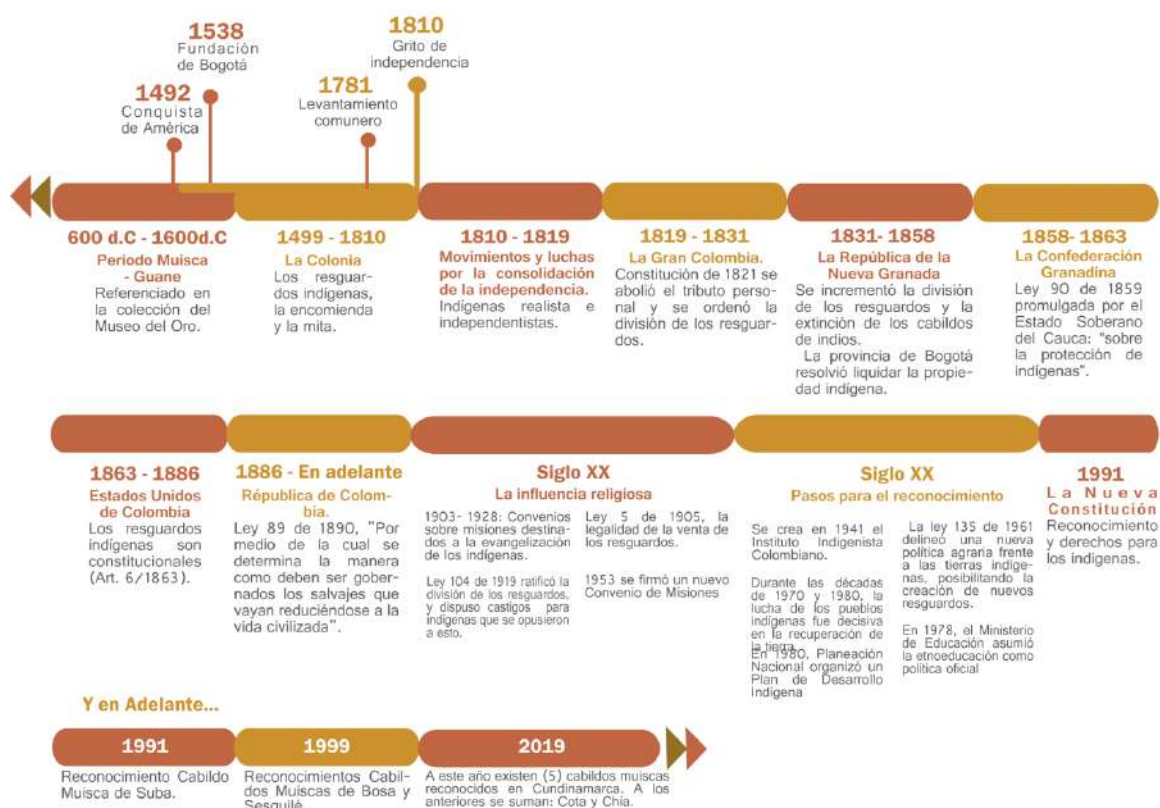 1538
Fundación
de Bogotá
1810
Grito de
independencia
1492
Conquista
de América
1781
Levantamiento
comunero
600 d.C - 1600d.C
Periodo Muisca
- Guane
Referenciado en
la colección del
Museo del Oro.
1499 - 1810
La Colonia
Los resguar-
dos indígenas,
la encomienda
y la mita.
1810 - 1819
Movimientos y luchas
por la consolidación
de la independencia.
Indígenas realista e
independentistas.
1819 - 1831
La Gran Colombia.
Constitución de 1821 se
abolió el tributo perso-
nal y se ordenó la
división de los resguar-
dos.
1831- 1858
La República de la
Nueva Granada
Se incrementó la división
de los resguardos y la
extinción de los cabildos
de indios.
La provincia de Bogotá
resolvió liquidar la propie-
dad indígena.
1858- 1863
La Confederación
Granadina
Ley 90 de 1859
promulgada por el
Estado Soberano
del Cauca: “sobre
la protección de
indígenas”.
1863 - 1886
Estados Unidos
de Colombia
Los resguardos
indígenas son
constitucionales
(Art. 6/1863).
1886 - En adelante
Répública de Colom-
bia.
Ley 89 de 1890, "Por
medio de la cual se
determina la manera
como deben ser gober-
nados los salvajes que
vayan reduciéndose a la
vida civilizada”.
Siglo XX
La influencia religiosa
1903- 1928: Convenios
sobre misiones destina-
dos a la evangelización
de los indígenas.
Ley 104 de 1919 ratificó la
división de los resguardos,
y dispuso castigos para
indígenas que se opusieron
a esto.
Ley 5 de 1905, la
legalidad de la venta de
los resguardos.
1953 se firmó un nuevo
Convenio de Misiones
Siglo XX
Pasos para el reconocimiento
Se crea en 1941 el
Instituto Indigenista
Colombiano.
Durante las décadas
de 1970 y 1980, la
lucha de los pueblos
indígenas fue decisiva
en la recuperación de
la tierra.
En 1980, Planeación
Nacional organizó un
Plan de Desarrollo
Indígena
La ley 135 de 1961
delineó una nueva
política agraria frente
a las tierras indíge-
nas, posibilitando la
creación de nuevos
resguardos.
En 1978, el Ministerio
de Educación asumió
la etnoeducación como
política oficial
1991
La Nueva
Constitución
Reconocimiento
y derechos para
los indigenas.
Y en Adelante...
1991
Reconocimiento Cabildo
Muisca de Suba.
1999
Reconocimientos Cabil-
dos Muiscas de Bosa y
Sesquilé.
2019
A este año existen (5) cabildos muiscas
reconocidos en Cundinamarca. A los
anteriores se suman: Cota y Chía.